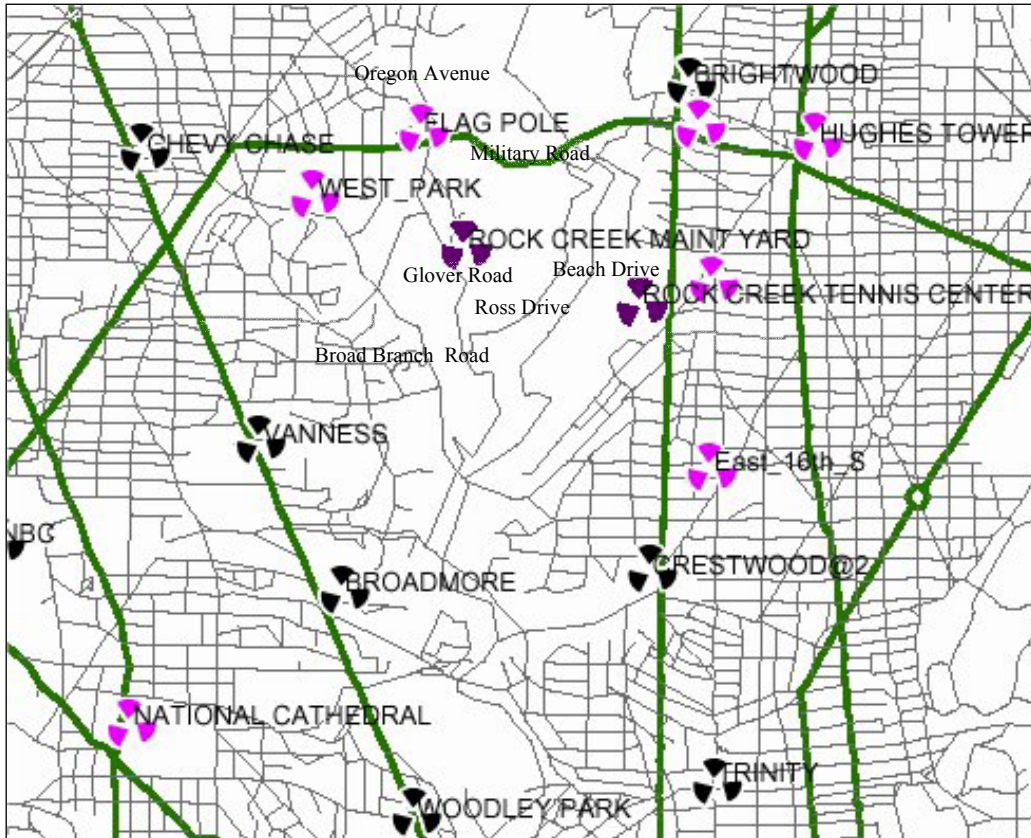 Oregon Avenue
BRIGHTWOOD
FLAG POLE
HUGHES TOWER
CHEVY CHASE
Military Road
WEST_PARK
ROCK CREEK MAINT YARD
Glover Road
Beach Drive
ROCK CREEK TENNIS CENTER
Ross Drive
Broad Branch Road
VANNESS
East_16th_S
NBC
CRESTWOOD@2
BROADMORE
NATIONAL CATHEDRAL
TRINITY
WOODLEY PARK